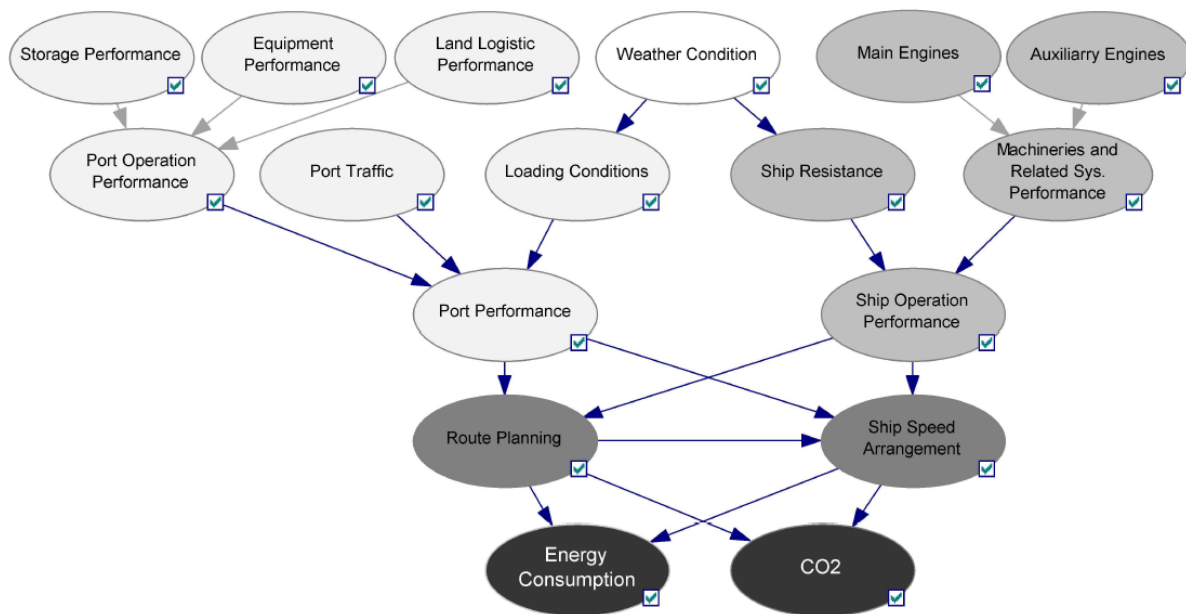 Storage Performance
Equipment
Performance
Land Logistic
Performance
Weather Condition
Main Engines
Auxiliarry Engines
Port Operation
Performance
Port Traffic
Loading Conditions
Ship Resistance
Machineries and
Related Sys.
Performance
Port Performance
Ship Operation
Performance
Route Planning
Ship Speed
Arrangement
Energy
Consumption
CO2